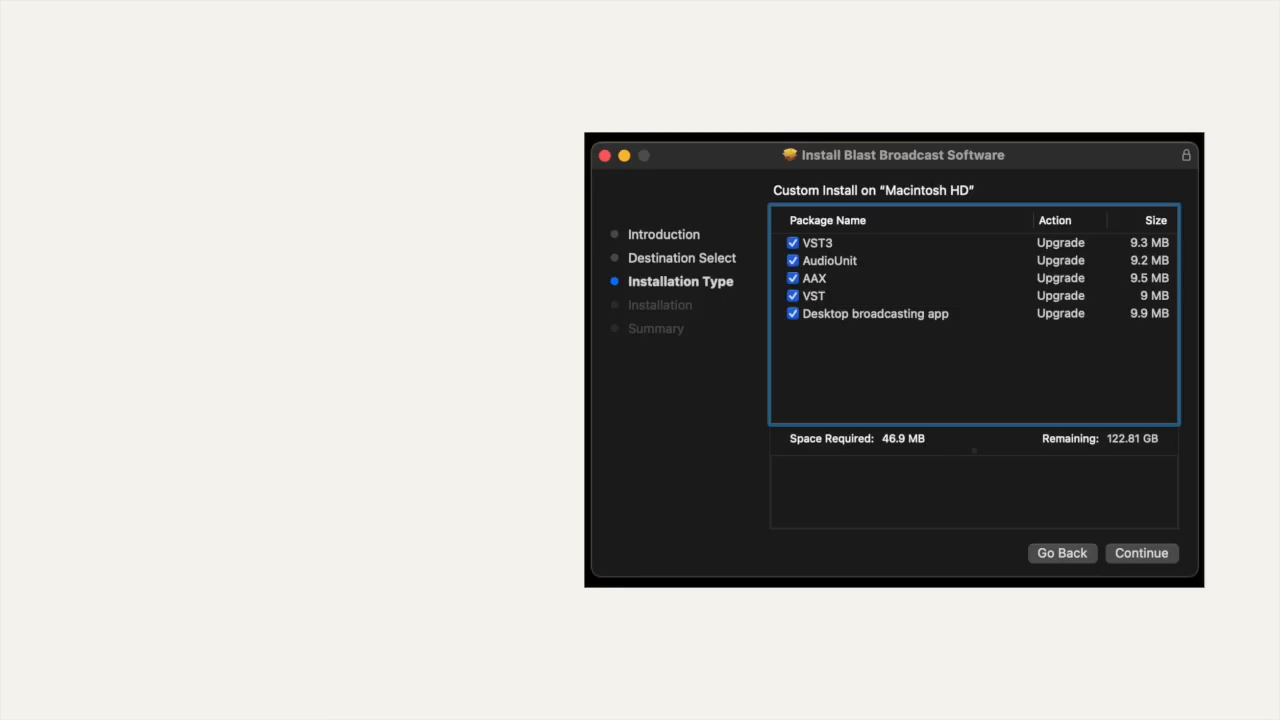 Install Blast Broadcast Software
Custom Install on “Macintosh HD”
Introduction
Destination Select
Installation Type
Installation
Summary
Package Name Action Size
VST3 Upgrade 9.3 MB
AudioUnit Upgrade 9.2 MB
AAX Upgrade 9.5 MB
VST Upgrade 9 MB
Desktop broadcasting app Upgrade 9.9 MB
Space Required: 46.9 MB Remaining: 122.81 GB
Go Back Continue